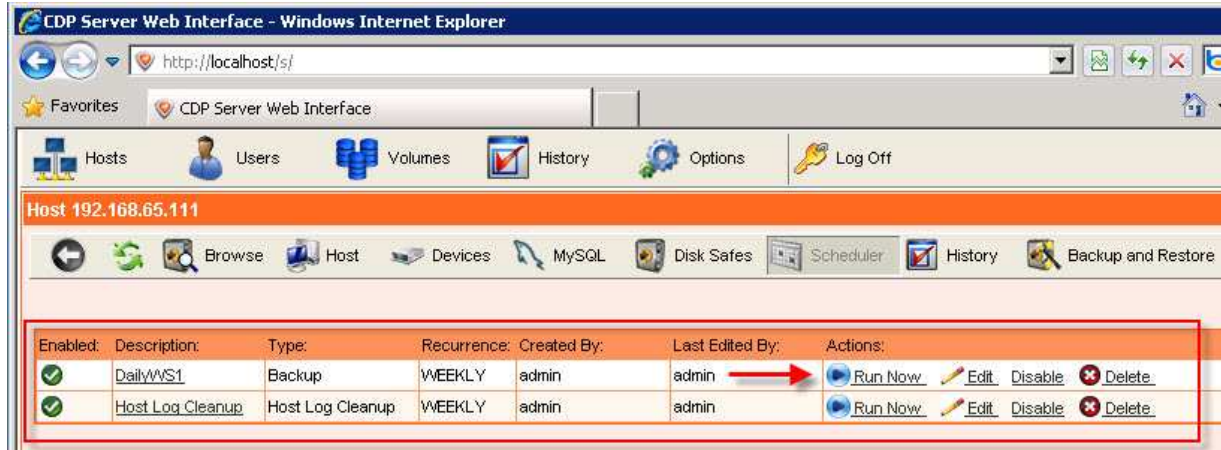 CDP Server Web Interface - Windows Internet Explorer
http://localhost/s/
Favorites CDP Server Web Interface
Hosts Users Volumes History Options Log Off
Host 192.168.65.111
Browse Host Devices MySQL Disk Safes Scheduler History Backup and Restore
Enabled: Description: Type: Recurrence: Created By: Last Edited By: Actions:
DailyWS1 Backup WEEKLY admin admin Run Now Edit Disable Delete
Host Log Cleanup Host Log Cleanup WEEKLY admin admin Run Now Edit Disable Delete